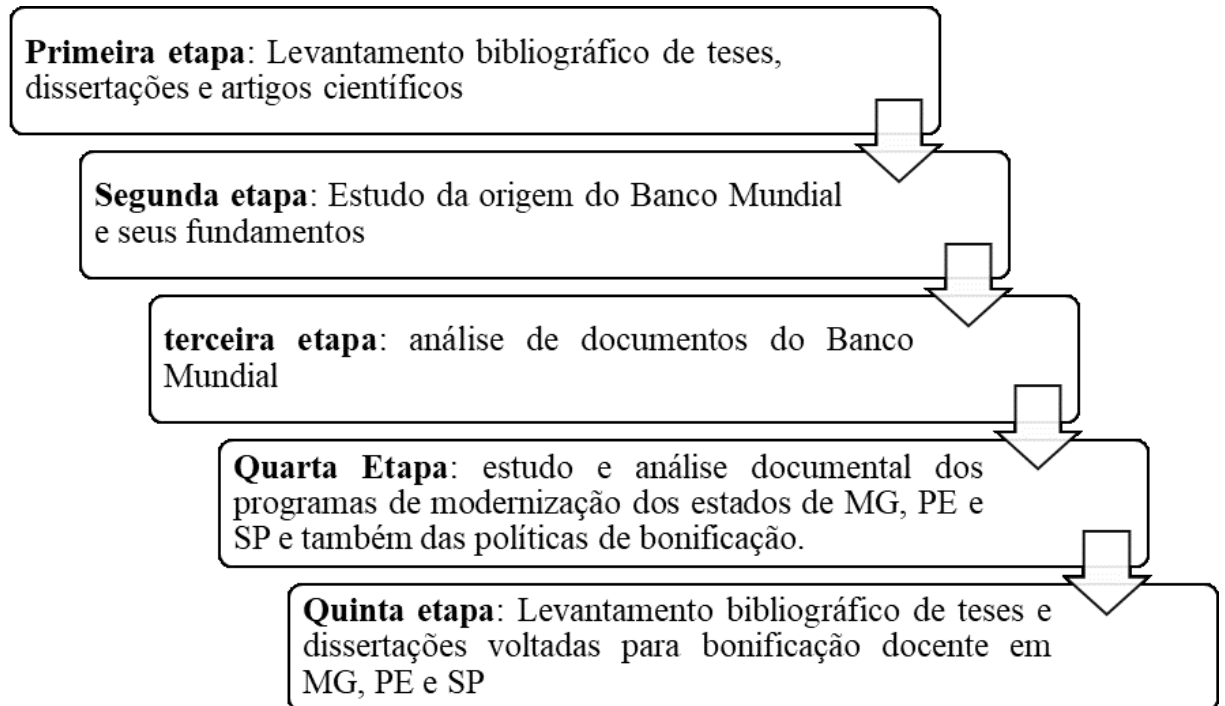 Primeira etapa: Levantamento bibliográfico de teses,
dissertações e artigos científicos
Segunda etapa: Estudo da origem do Banco Mundial
e seus fundamentos
terceira etapa: análise de documentos do Banco
Mundial
Quarta Etapa: estudo e análise documental dos
programas de modernização dos estados de MG, PE e
SP e também das políticas de bonificação.
Quinta etapa: Levantamento bibliográfico de teses e
dissertações voltadas para bonificação docente em
MG, PE e SP